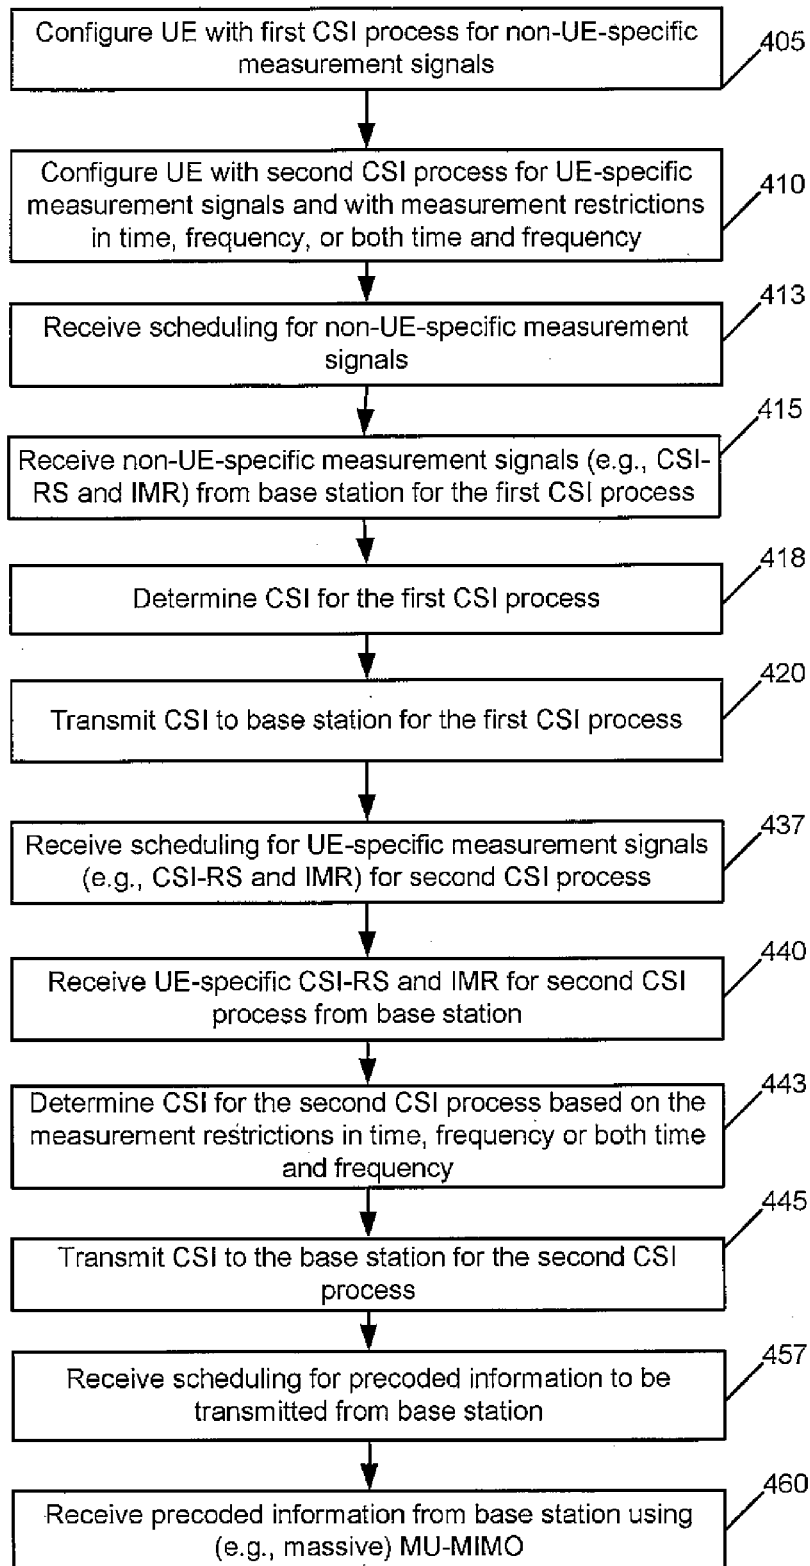 Configure UE with first CSI process for non-UE-specific
measurement signals
405
Configure UE with second CSI process for UE-specific
measurement signals and with measurement restrictions
in time, frequency, or both time and frequency
410
413
Receive scheduling for non-UE-specific measurement
signals
415
Receive non-UE-specific measurement signals (e.g., CSI-
RS and IMR) from base station for the first CSI process
418
Determine CSI for the first CSI process
420
Transmit CSI to base station for the first CSI process
437
Receive scheduling for UE-specific measurement signals
(e.g., CSI-RS and IMR) for second CSI process
440
Receive UE-specific CSI-RS and IMR for second CSI
process from base station
443
Determine CSI for the second CSI process based on the
measurement restrictions in time, frequency or both time
and frequency
445
Transmit CSI to the base station for the second CSI
process
457
Receive scheduling for precoded information to be
transmitted from base station
460
Receive precoded information from base station using
(e.g., massive) MU-MIMO